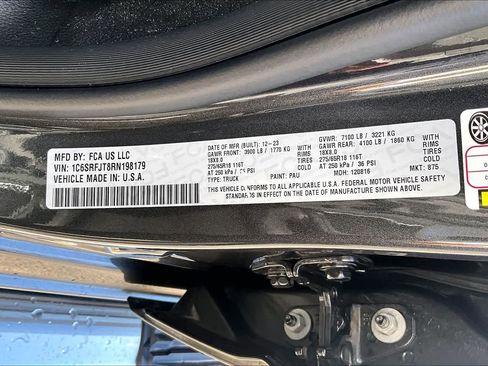 MFD BY: FCA US LLC
VIN: 1C6SRFJT8RN198179
VEHICLE MADE IN: U.S.A.
DATE OF MFR (BUILT): 12-23
GAWR FRONT: 3900 LB / 1770 KG WITH
18X8.0 RIMS
275/65R18 116T TIRES
AT 250 kPa / 36 PSI
TYPE: TRUCK PAINT: PAU
GVWR: 7100 LB / 3221 KG
GAWR REAR: 4100 LB / 1860 KG WITH
18X8.0 RIMS
275/65R18 116T TIRES
AT 250 kPa / 36 PSI
MDH: 120816 MKT: 875
THIS VEHICLE CONFORMS TO ALL APPLICABLE U.S.A. FEDERAL MOTOR VEHICLE SAFETY
STANDARDS IN EFFECT ON THE DATE OF MANUFACTURE SHOWN ABOVE.